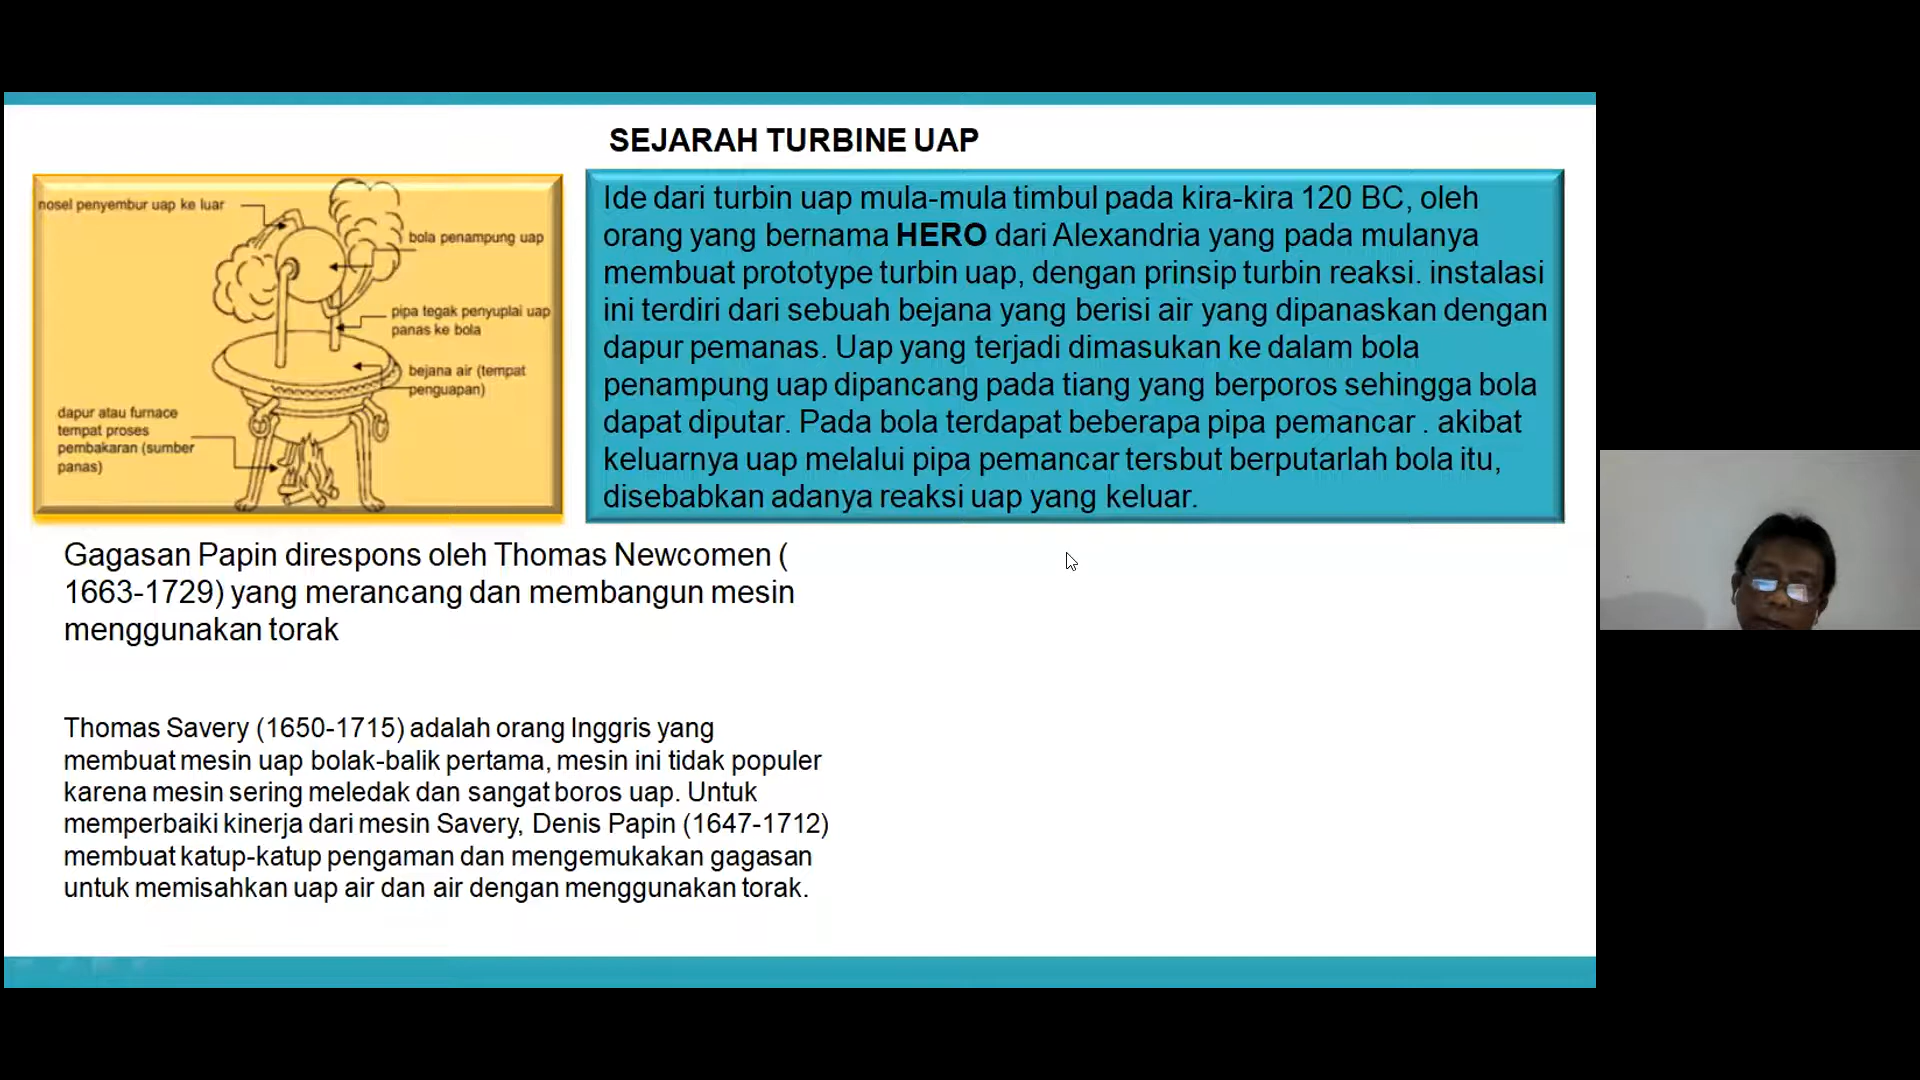 SEJARAH TURBINE UAP
nosel penyembur uap ke luar
bola penampung uap
pipa tegak penyuplai uap
panas ke bola
bejana air (tempat
penguapan)
dapur atau furnace
tempat proses
pembakaran (sumber
panas)
Ide dari turbin uap mula-mula timbul pada kira-kira 120 BC, oleh
orang yang bernama HERO dari Alexandria yang pada mulanya
membuat prototype turbin uap, dengan prinsip turbin reaksi. instalasi
ini terdiri dari sebuah bejana yang berisi air yang dipanaskan dengan
dapur pemanas. Uap yang terjadi dimasukan ke dalam bola
penampung uap dipancang pada tiang yang berporos sehingga bola
dapat diputar. Pada bola terdapat beberapa pipa pemancar . akibat
keluarnya uap melalui pipa pemancar tersbut berputarlah bola itu,
disebabkan adanya reaksi uap yang keluar.
Gagasan Papin direspons oleh Thomas Newcomen (
1663-1729) yang merancang dan membangun mesin
menggunakan torak
Thomas Savery (1650-1715) adalah orang Inggris yang
membuat mesin uap bolak-balik pertama, mesin ini tidak populer
karena mesin sering meledak dan sangat boros uap. Untuk
memperbaiki kinerja dari mesin Savery, Denis Papin (1647-1712)
membuat katup-katup pengaman dan mengemukakan gagasan
untuk memisahkan uap air dan air dengan menggunakan torak.